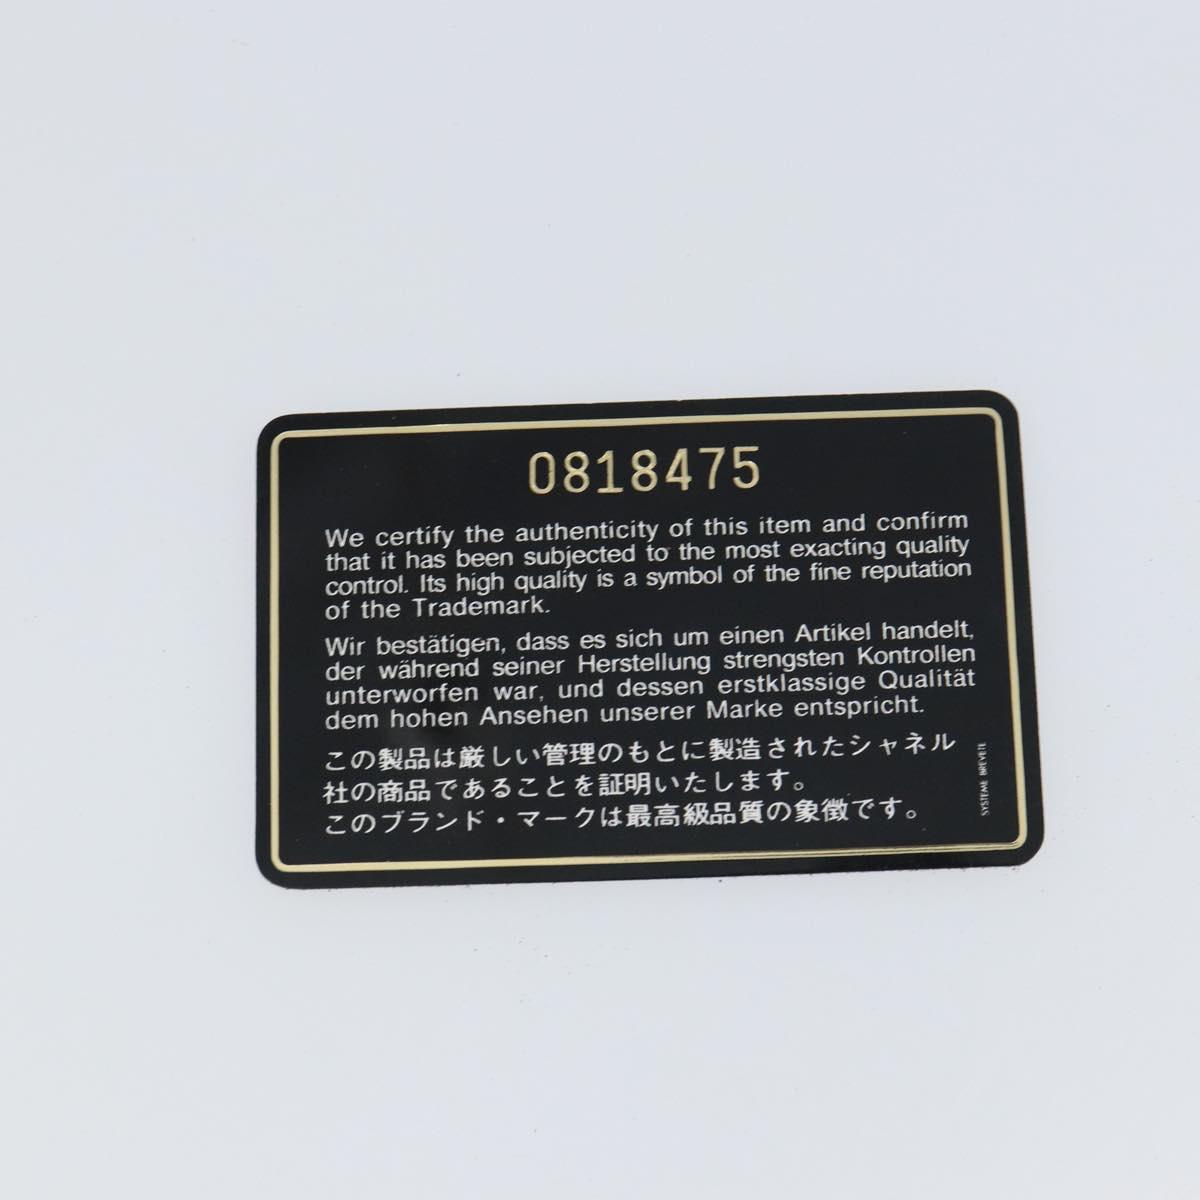 0818475
We certify the authenticity of this item and confirm
that it has been subjected to the most exacting quality
control. Its high quality is a symbol of the fine reputation
of the Trademark.
Wir bestätigen, dass es sich um einen Artikel handelt,
der während seiner Herstellung strengsten Kontrollen
unterworfen war, und dessen erstklassige Qualität
dem hohen Ansehen unserer Marke entspricht.
この製品は厳しい管理のもとに製造されたシャネル
社の商品であることを証明いたします。
このブランド・マークは最高級品質の象徴です。
SYSTEME BREVETE